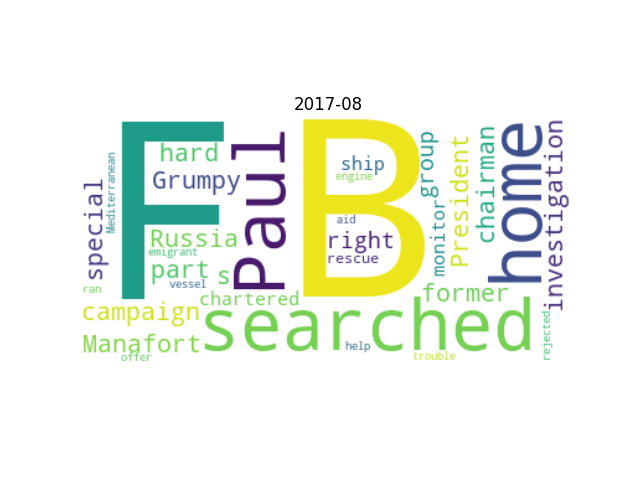 2017-08
F
B
Paul
home
searched
hard
Grumpy
Russia
emigrant
part
s
vessel
chartered
special
Mediterranean
ran
campaign
Manafort
offer
ship
engine
aid
right
rescue
group
monitor
President
chairman
investigation
former
help
trouble
rejected